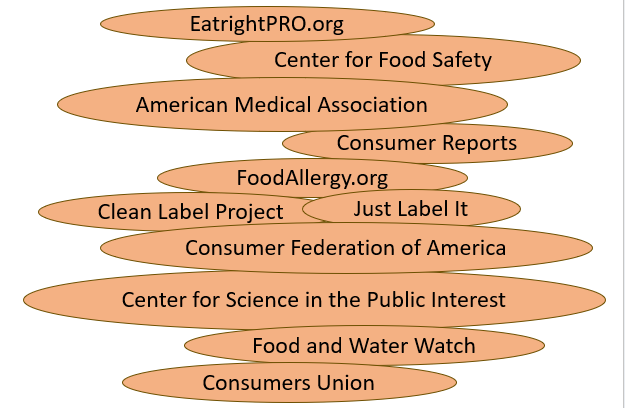 EatrightPRO.org
Center for Food Safety
American Medical Association
Consumer Reports
FoodAllergy.org
Clean Label Project
Just Label It
Consumer Federation of America
Center for Science in the Public Interest
Food and Water Watch
Consumers Union